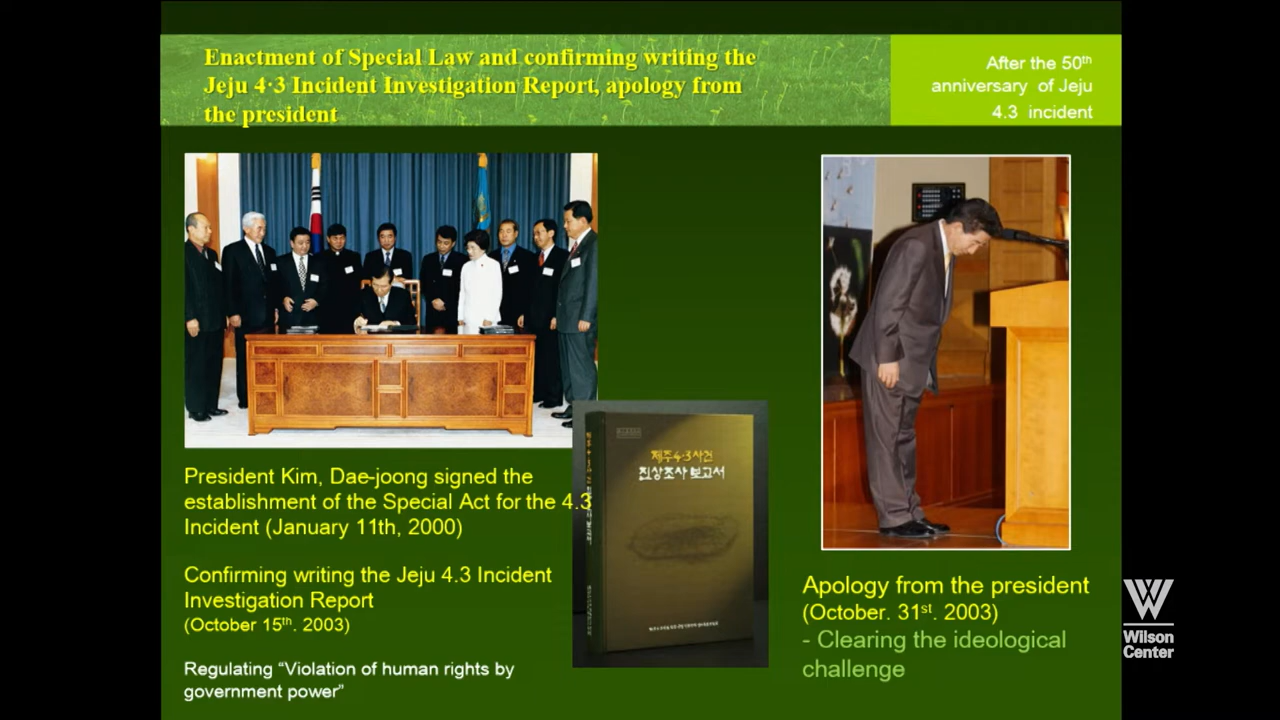 Enactment of Special Law and confirming writing the
Jeju 4·3 Incident Investigation Report, apology from
the president
After the 50th
anniversary of Jeju
4.3 incident
제주4·3사건
진상조사보고서
President Kim, Dae-joong signed the
establishment of the Special Act for the 4.3
Incident (January 11th, 2000)
Confirming writing the Jeju 4.3 Incident
Investigation Report
(October 15th. 2003)
Regulating “Violation of human rights by
government power”
Apology from the president
(October. 31st. 2003)
- Clearing the ideological
challenge
Wilson
Center